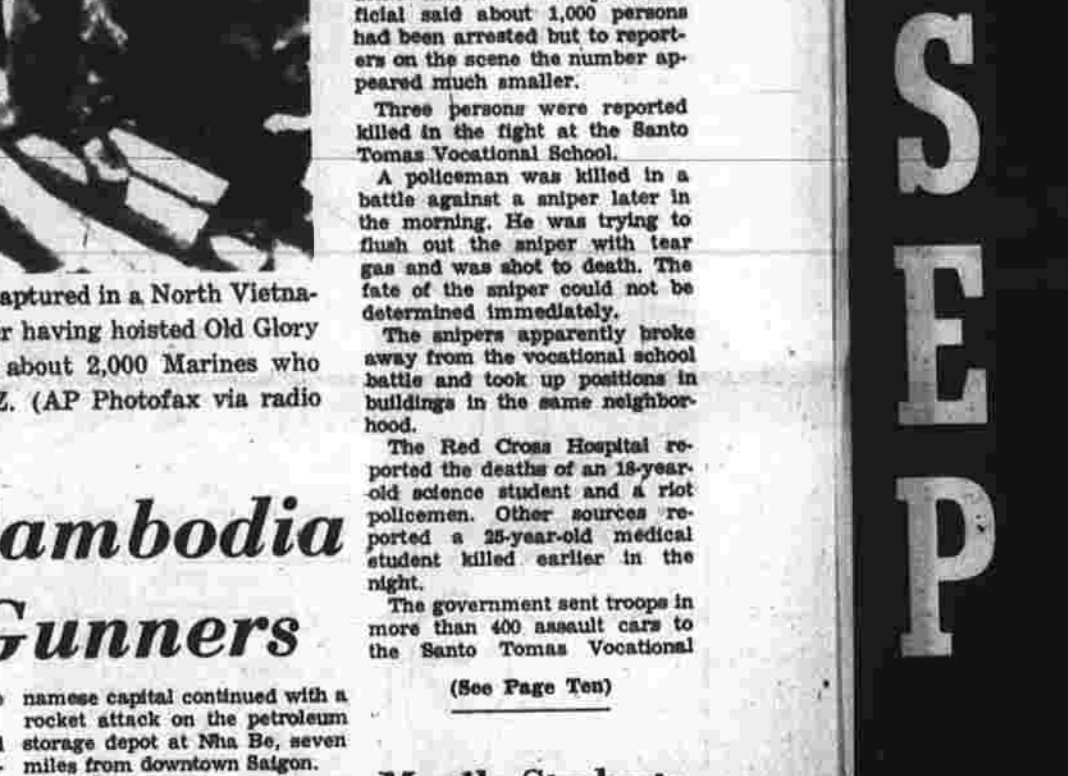 aptured in a North Vietna-
r having hoisted Old Glory
about 2,000 Marines who
Z. (AP Photofax via radio
ambodia
Gunners
namese capital continued with a
rocket attack on the petroleum
storage depot at Nha Be, seven
miles from downtown Saigon.
ficial said about 1,000 persons
had been arrested but to report-
ers on the scene the number ap-
peared much smaller.
Three persons were reported
killed in the fight at the Santo
Tomas Vocational School.
A policeman was killed in a
battle against a sniper later in
the morning. He was trying to
flush out the sniper with tear
gas and was shot to death. The
fate of the sniper could not be
determined immediately.
The snipers apparently broke
away from the vocational school
battle and took up positions in
buildings in the same neighbor-
hood.
The Red Cross Hospital re-
ported the deaths of an 18-year-
old science student and a riot
policemen. Other sources re-
ported a 25-year-old medical
student killed earlier in the
night.
The government sent troops in
more than 400 assault cars to
the Santo Tomas Vocational
(See Page Ten)
SEP